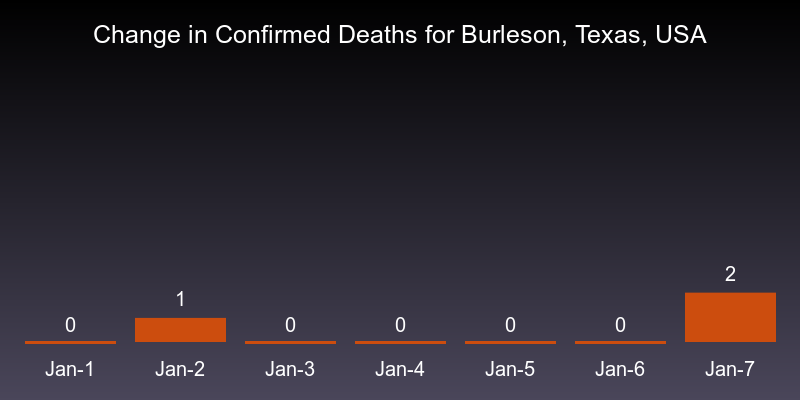 Change in Confirmed Deaths for Burleson, Texas, USA
0
1
0
0
0
0
2
Jan-1
Jan-2
Jan-3
Jan-4
Jan-5
Jan-6
Jan-7